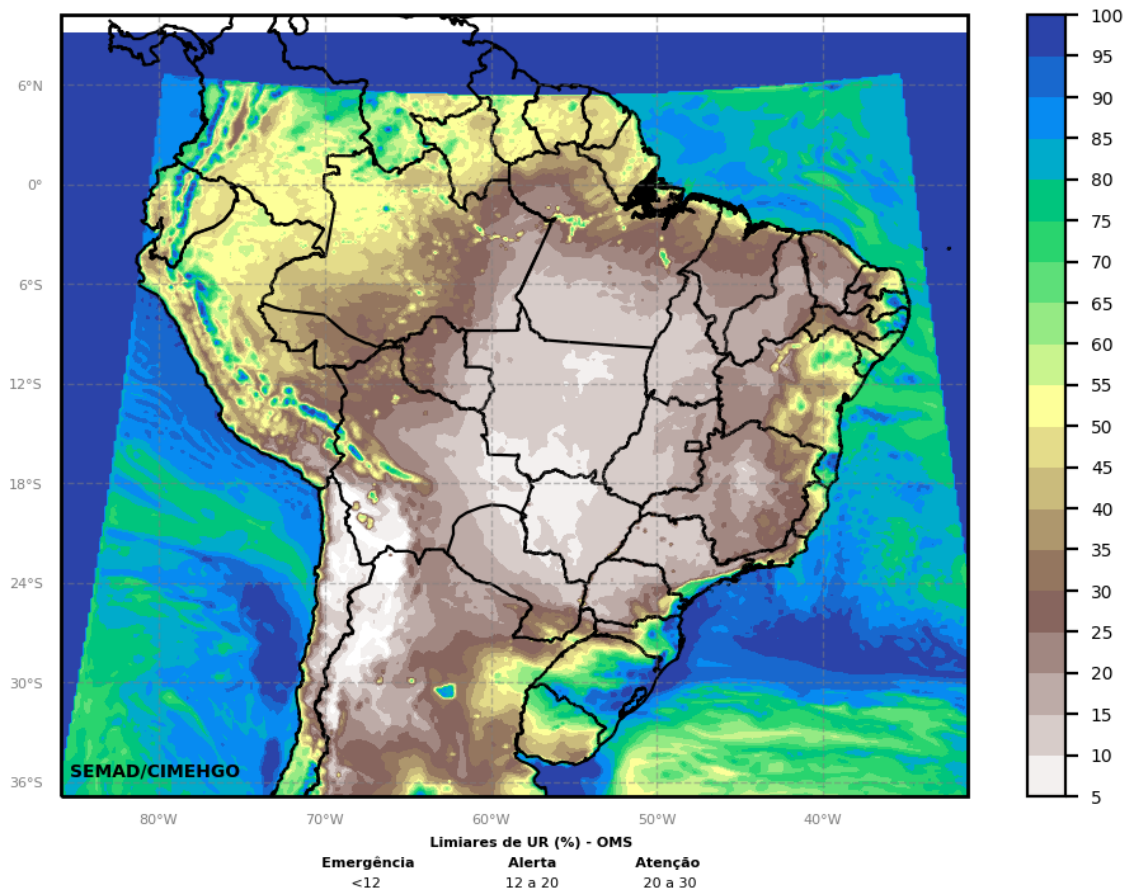 100
95
90
85
80
75
70
65
60
55
50
45
40
35
30
25
20
15
10
5
6°N
0°
6°S
12°S
18°S
24°S
30°S
36°S
SEMAD/CIMEHGO
80°W 70°W 60°W 50°W 40°W
Limiares de UR (%) - OMS
Emergência Alerta Atenção
<12 12 a 20 20 a 30